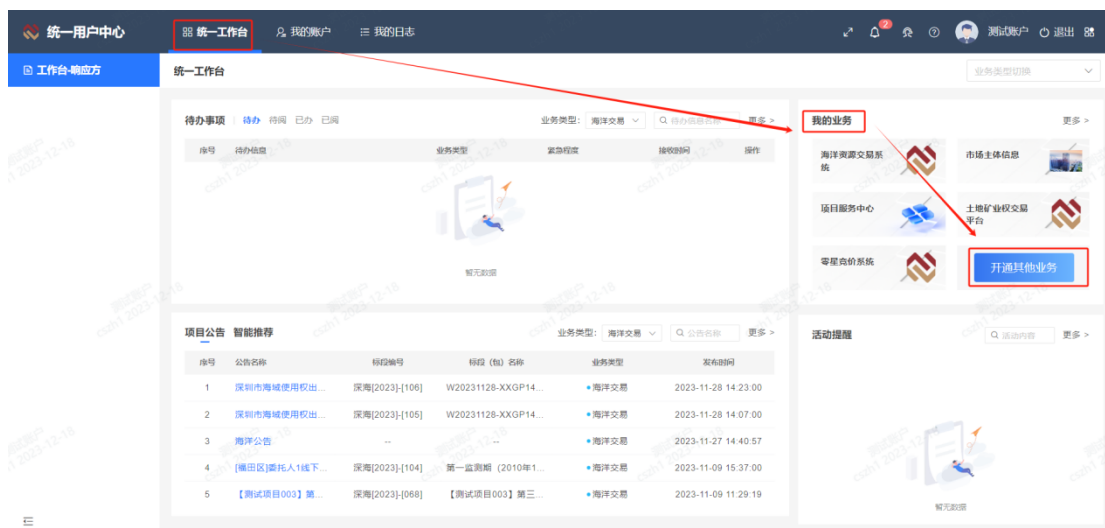 统一用户中心 统一工作台 我的账户 我的日志 2 测试账户 退出
工作台-响应方 统一工作台 业务类型切换
待办事项 待办 待阅 已办 已阅 业务类型： 海洋交易 待办信息名称 更多 >
序号 待办信息 业务类型 紧急程度 接收时间 操作
暂无数据
我的业务 更多 >
海洋资源交易系统 市场主体信息
项目服务中心 土地矿业权交易平台
零星竞价系统 开通其他业务
项目公告 智能推荐 业务类型： 海洋交易 公告名称 更多 >
序号 公告名称 标段编号 标段（包）名称 业务类型 发布时间
1 深圳市海域使用权出... 深海[2023]-[106] W20231128-XXGP14... 海洋交易 2023-11-28 14:23:00
2 深圳市海域使用权出... 深海[2023]-[105] W20231128-XXGP14... 海洋交易 2023-11-28 14:07:00
3 海洋公告 -- -- 海洋交易 2023-11-27 14:40:57
4 [福田区]委托人1线下... 深海[2023]-[104] 第一监测期（2010年1... 海洋交易 2023-11-09 15:37:00
5 【测试项目003】第... 深海[2023]-[068] 【测试项目003】第三... 海洋交易 2023-11-09 11:29:19
活动提醒 活动内容 更多 >
暂无数据